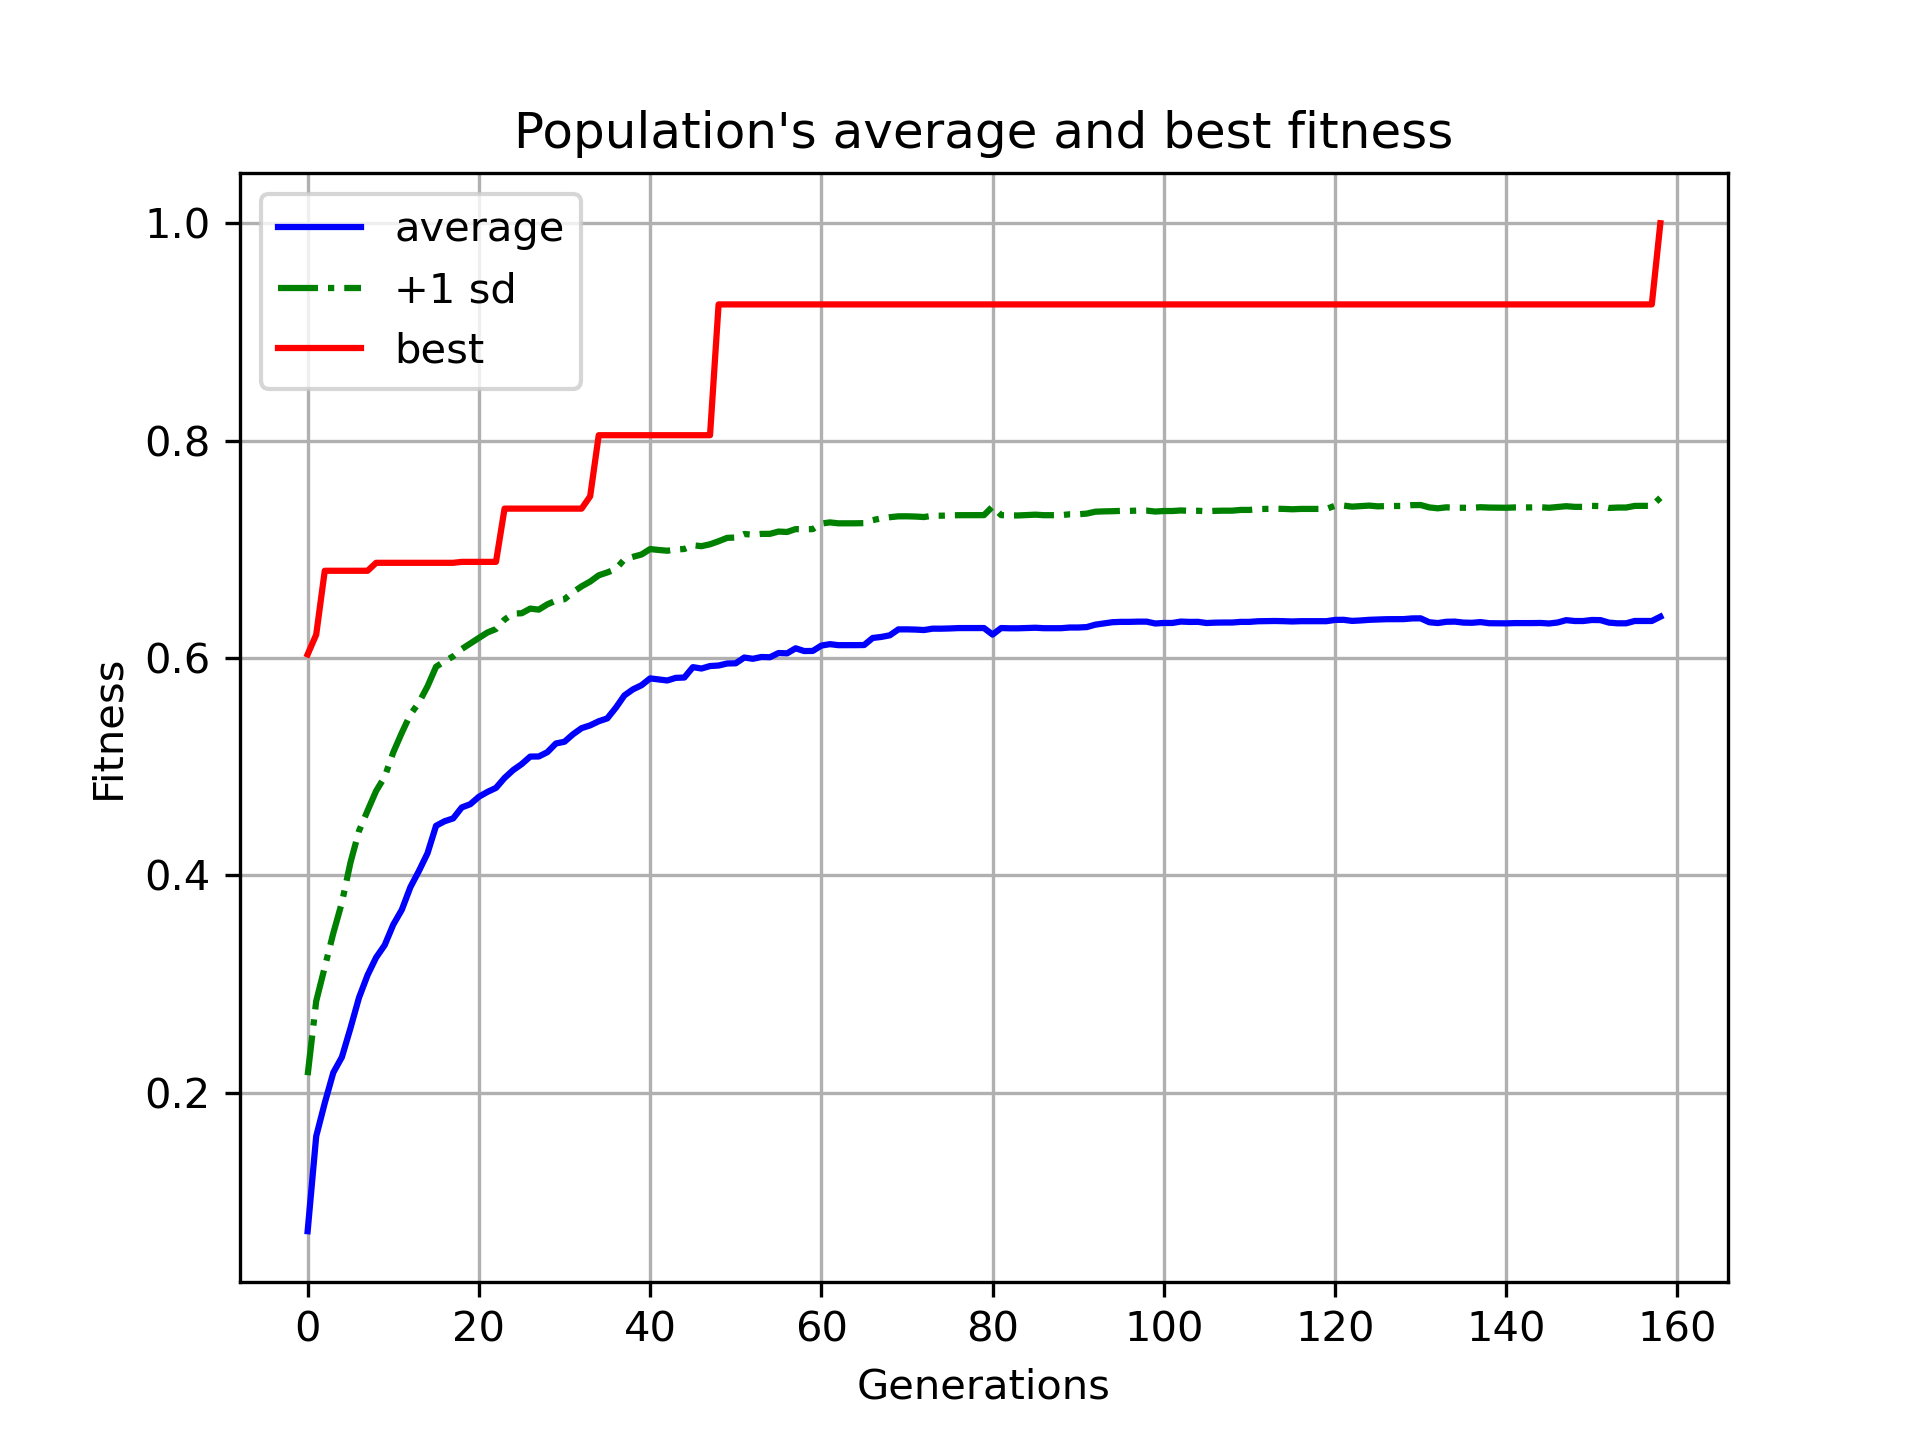 Population's average and best fitness
average
+1 sd
best
1.0
0.8
0.6
0.4
0.2
Fitness
0 20 40 60 80 100 120 140 160
Generations